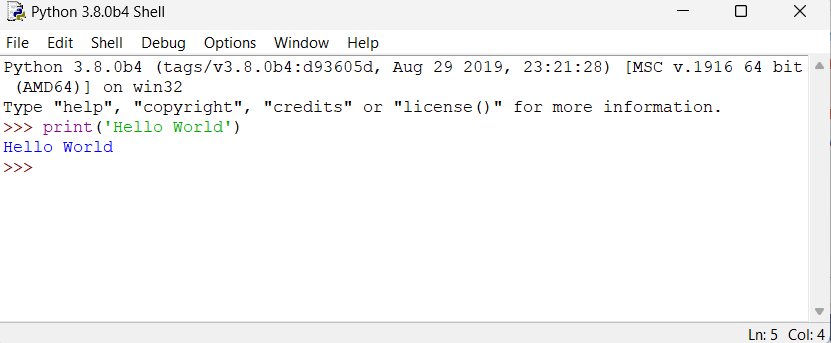 Python 3.8.0b4 Shell
File Edit Shell Debug Options Window Help
Python 3.8.0b4 (tags/v3.8.0b4:d93605d, Aug 29 2019, 23:21:28) [MSC v.1916 64 bit
(AMD64)] on win32
Type "help", "copyright", "credits" or "license()" for more information.
>>> print('Hello World')
Hello World
>>>
Ln: 5 Col: 4